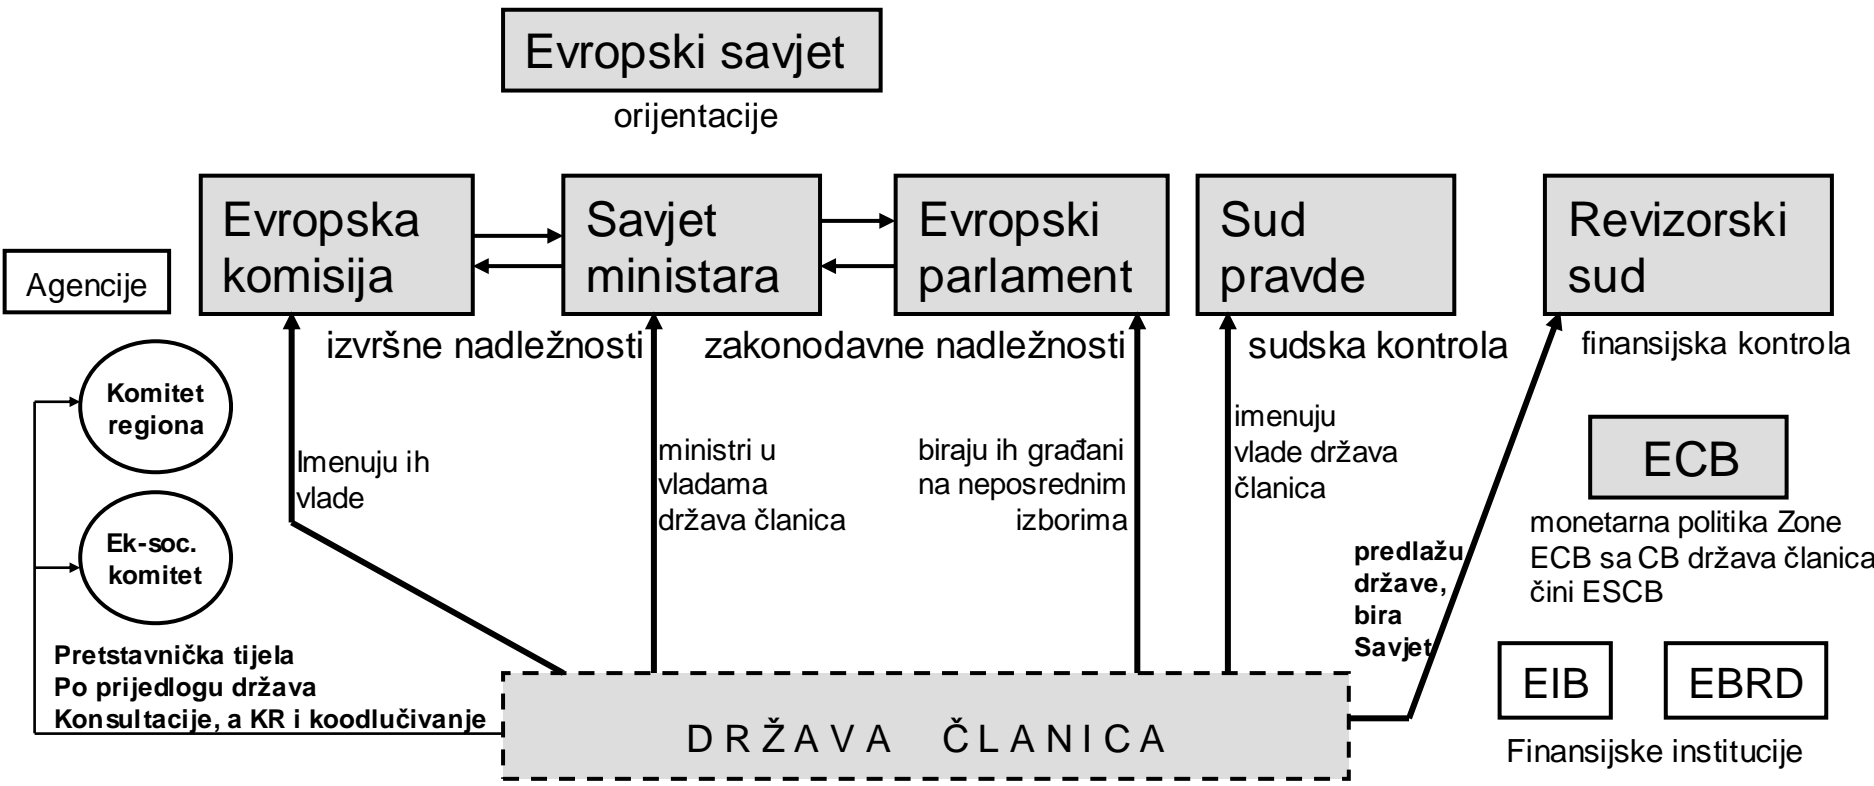 Evropski savjet
orijentacije
Evropska
komisija
Savjet
ministara
Evropski
parlament
Sud
pravde
Revizorski
sud
Agencije
izvršne nadležnosti
zakonodavne nadležnosti
sudska kontrola
finansijska kontrola
Komitet
regiona
Ek-soc.
komitet
Imenuju ih
vlade
ministri u
vladama
država članica
biraju ih građani
na neposrednim
izborima
imenuju
vlade država
članica
predlažu
države,
bira
Savjet
ECB
monetarna politika Zone
ECB sa CB država članica
čini ESCB
Pretstavnička tijela
Po prijedlogu država
Konsultacije, a KR i koodlučivanje
DRŽAVA ČLANICA
EIB
EBRD
Finansijske institucije